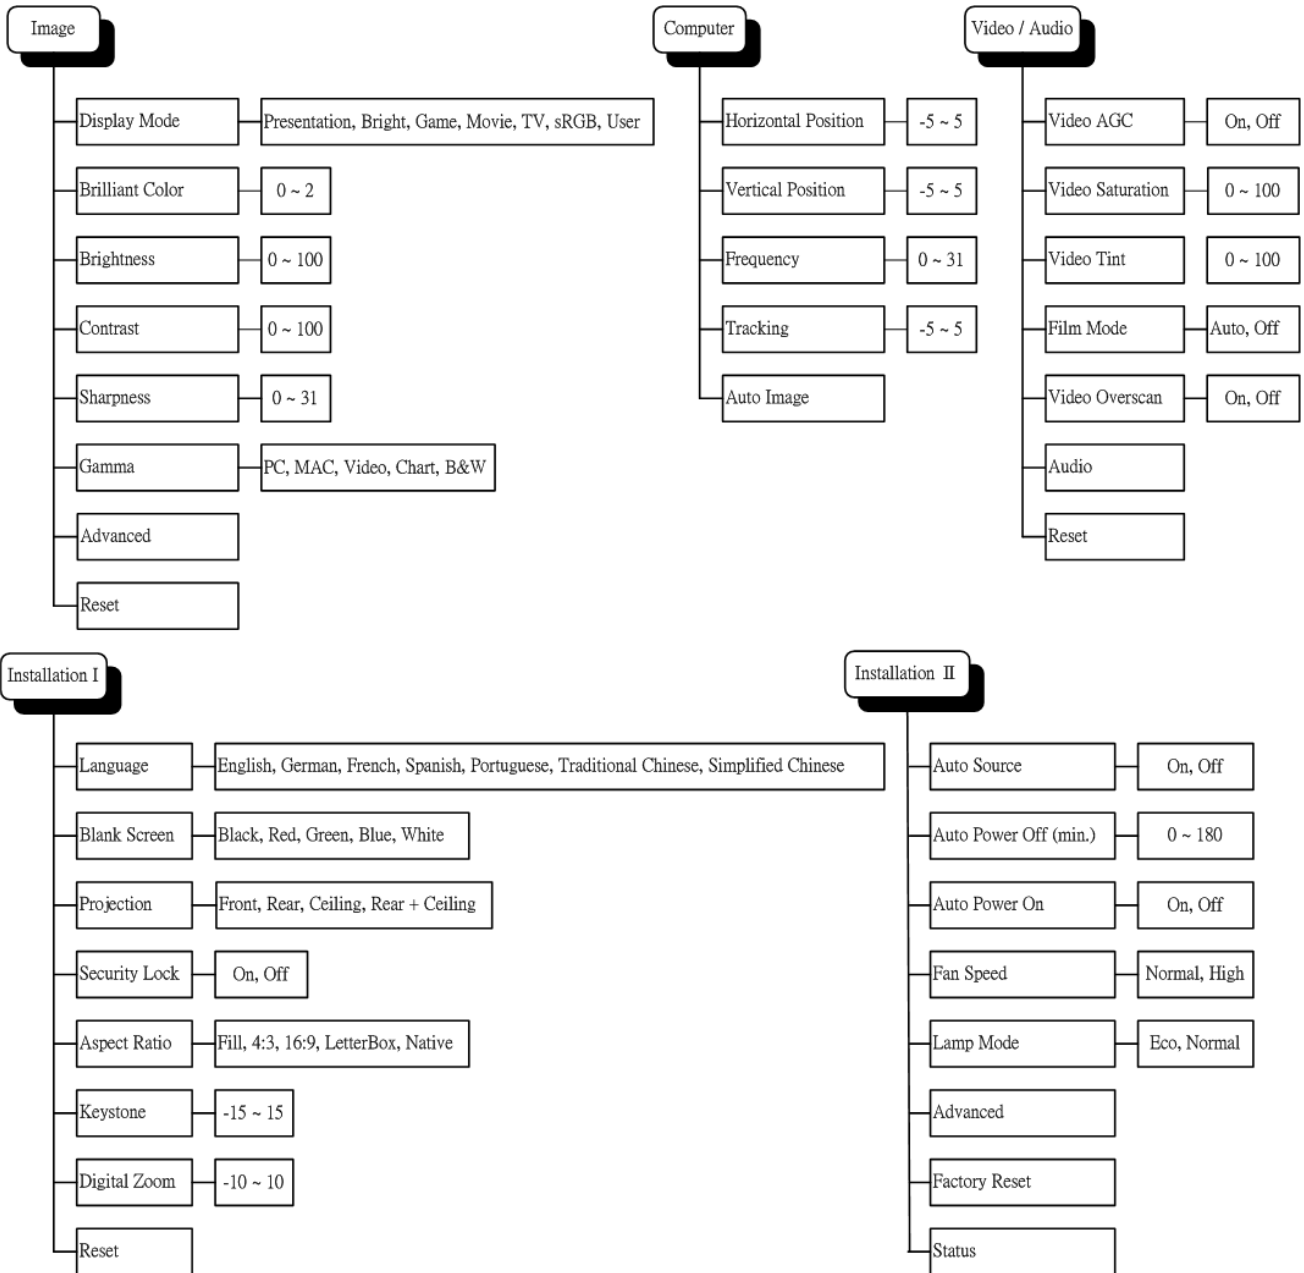 Image
Display Mode
Presentation, Bright, Game, Movie, TV, sRGB, User
Brilliant Color
0 ~ 2
Brightness
0 ~ 100
Contrast
0 ~ 100
Sharpness
0 ~ 31
Gamma
PC, MAC, Video, Chart, B&W
Advanced
Reset
Computer
Horizontal Position
-5 ~ 5
Vertical Position
-5 ~ 5
Frequency
0 ~ 31
Tracking
-5 ~ 5
Auto Image
Video / Audio
Video AGC
On, Off
Video Saturation
0 ~ 100
Video Tint
0 ~ 100
Film Mode
Auto, Off
Video Overscan
On, Off
Audio
Reset
Installation I
Language
English, German, French, Spanish, Portuguese, Traditional Chinese, Simplified Chinese
Blank Screen
Black, Red, Green, Blue, White
Projection
Front, Rear, Ceiling, Rear + Ceiling
Security Lock
On, Off
Aspect Ratio
Fill, 4:3, 16:9, LetterBox, Native
Keystone
-15 ~ 15
Digital Zoom
-10 ~ 10
Reset
Installation Ⅱ
Auto Source
On, Off
Auto Power Off (min.)
0 ~ 180
Auto Power On
On, Off
Fan Speed
Normal, High
Lamp Mode
Eco, Normal
Advanced
Factory Reset
Status